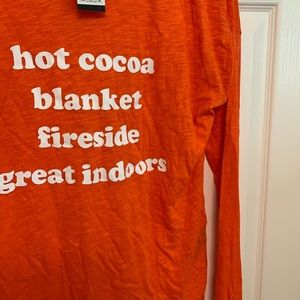 hot cocoa
blanket
fireside
great indoors